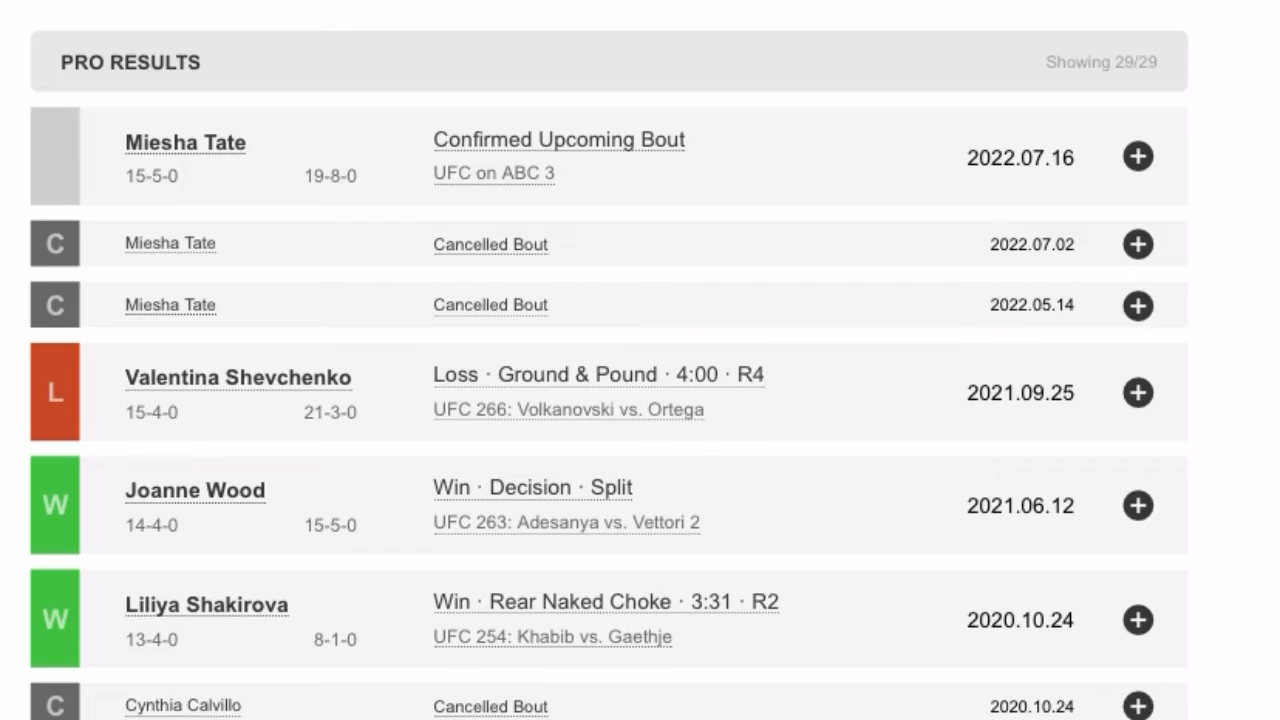 PRO RESULTS Showing 29/29
Miesha Tate Confirmed Upcoming Bout 2022.07.16
15-5-0 19-8-0 UFC on ABC 3
C Miesha Tate Cancelled Bout 2022.07.02
C Miesha Tate Cancelled Bout 2022.05.14
L Valentina Shevchenko Loss · Ground & Pound · 4:00 · R4 2021.09.25
15-4-0 21-3-0 UFC 266: Volkanovski vs. Ortega
W Joanne Wood Win · Decision · Split 2021.06.12
14-4-0 15-5-0 UFC 263: Adesanya vs. Vettori 2
W Liliya Shakirova Win · Rear Naked Choke · 3:31 · R2 2020.10.24
13-4-0 8-1-0 UFC 254: Khabib vs. Gaethje
C Cynthia Calvillo Cancelled Bout 2020.10.24